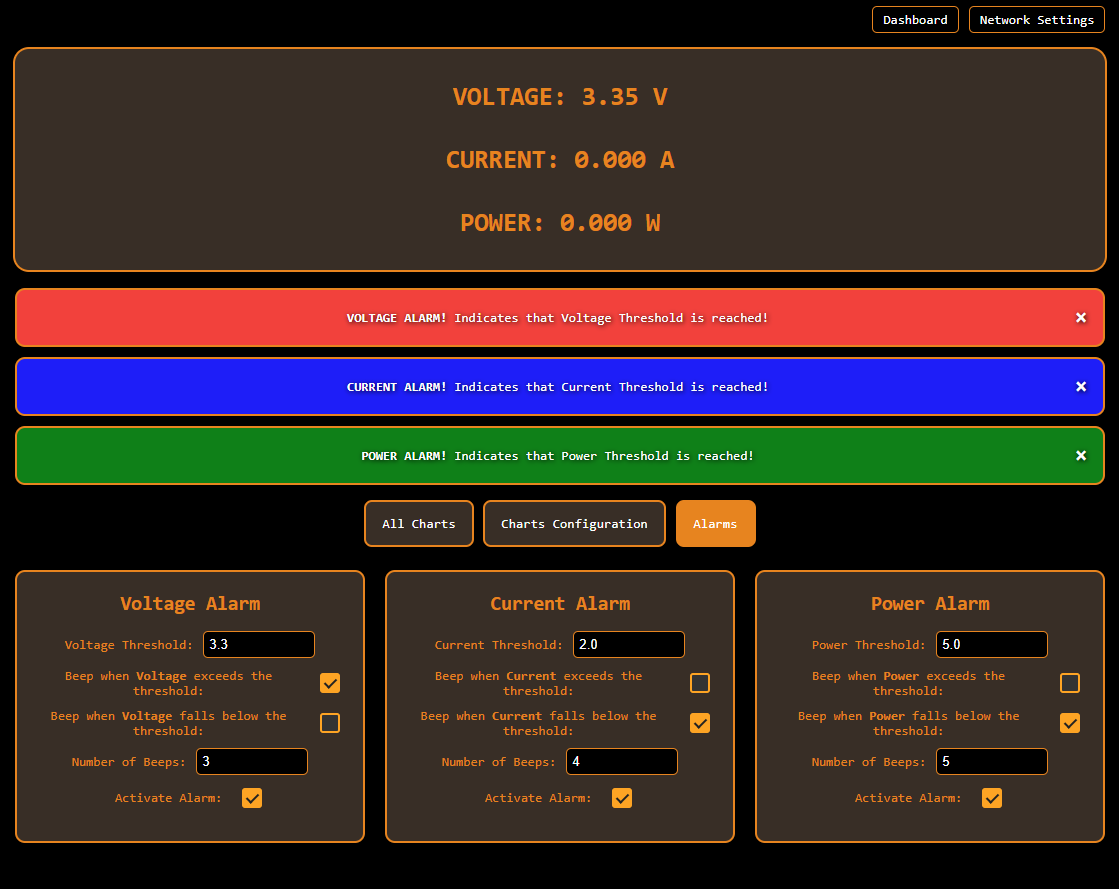 Dashboard
Network Settings
VOLTAGE: 3.35 V
CURRENT: 0.000 A
POWER: 0.000 W
VOLTAGE ALARM! Indicates that Voltage Threshold is reached! ×
CURRENT ALARM! Indicates that Current Threshold is reached! ×
POWER ALARM! Indicates that Power Threshold is reached! ×
All Charts
Charts Configuration
Alarms
Voltage Alarm
Voltage Threshold: 3.3
Beep when Voltage exceeds the
threshold:
Beep when Voltage falls below the
threshold:
Number of Beeps: 3
Activate Alarm:
Current Alarm
Current Threshold: 2.0
Beep when Current exceeds the
threshold:
Beep when Current falls below the
threshold:
Number of Beeps: 4
Activate Alarm:
Power Alarm
Power Threshold: 5.0
Beep when Power exceeds the
threshold:
Beep when Power falls below the
threshold:
Number of Beeps: 5
Activate Alarm: